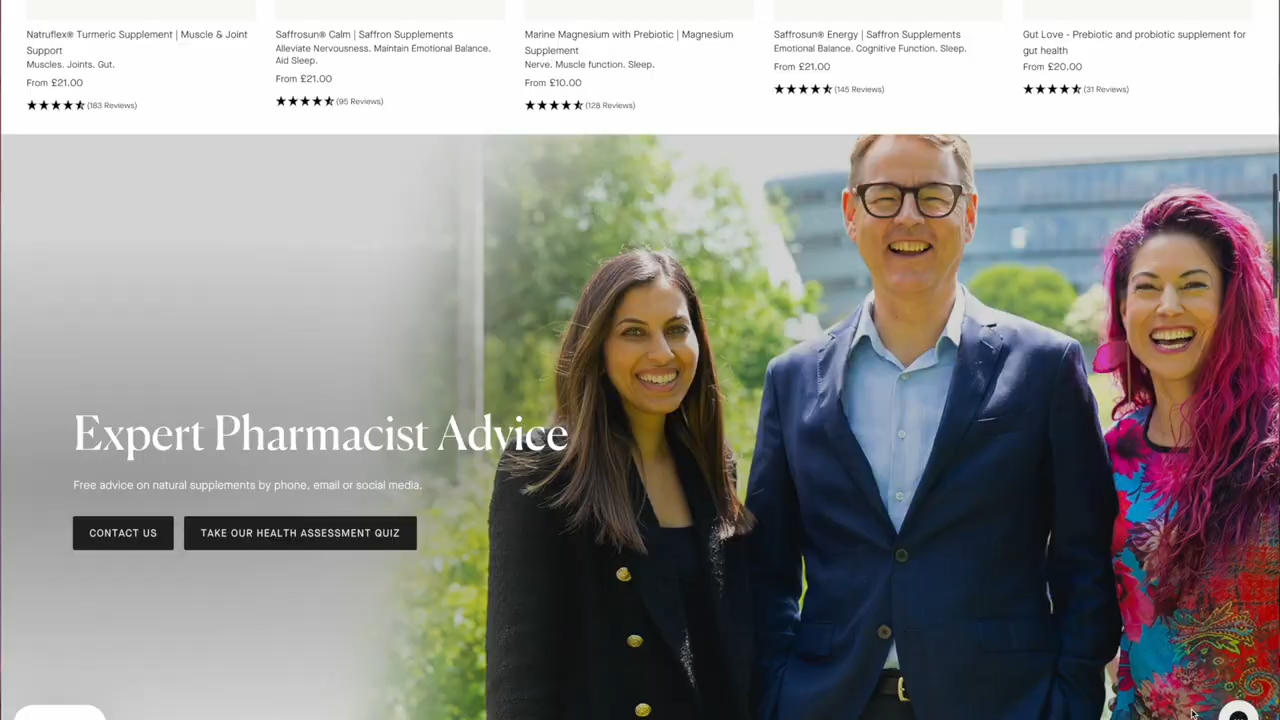 Natruflex® Turmeric Supplement | Muscle & Joint
Support
Muscles. Joints. Gut.
From £21.00
(183 Reviews)
Saffrosun® Calm | Saffron Supplements
Alleviate Nervousness. Maintain Emotional Balance.
Aid Sleep.
From £21.00
(95 Reviews)
Marine Magnesium with Prebiotic | Magnesium
Supplement
Nerve. Muscle function. Sleep.
From £10.00
(128 Reviews)
Saffrosun® Energy | Saffron Supplements
Emotional Balance. Cognitive Function. Sleep.
From £21.00
(145 Reviews)
Gut Love - Prebiotic and probiotic supplement for
gut health
From £20.00
(31 Reviews)
Expert Pharmacist Advice
Free advice on natural supplements by phone, email or social media.
CONTACT US
TAKE OUR HEALTH ASSESSMENT QUIZ